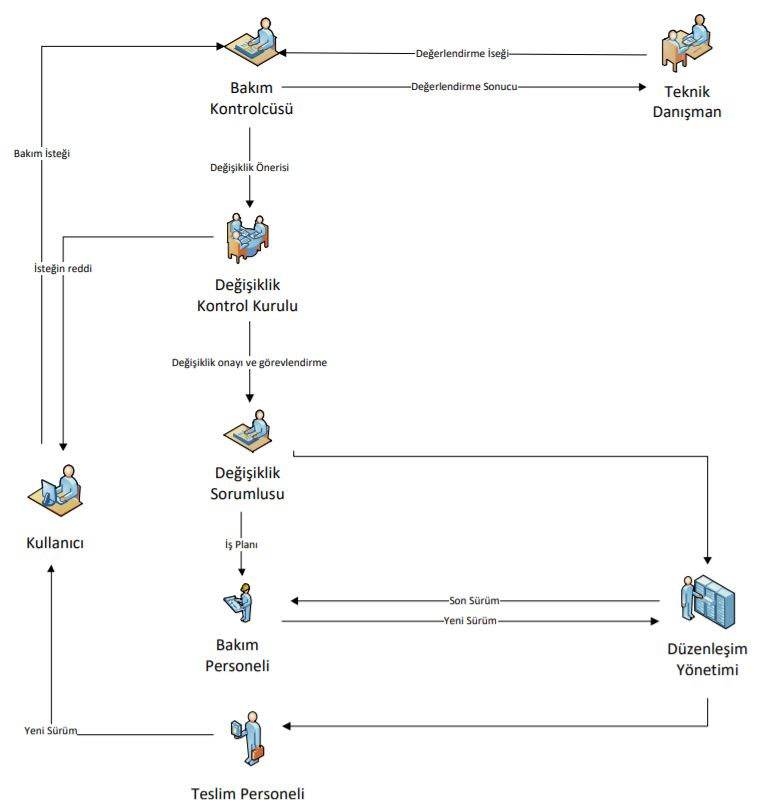 Değerlendirme İseği
Bakım
Kontrolcüsü
Değerlendirme Sonucu
Teknik
Danışman
Bakım İsteği
Değişiklik Önerisi
İsteğin reddi
Değişiklik
Kontrol Kurulu
Değişiklik onayı ve görevlendirme
Değişiklik
Sorumlusu
Kullanıcı
İş Planı
Son Sürüm
Yeni Sürüm
Bakım
Personeli
Düzenleşim
Yönetimi
Yeni Sürüm
Teslim Personeli